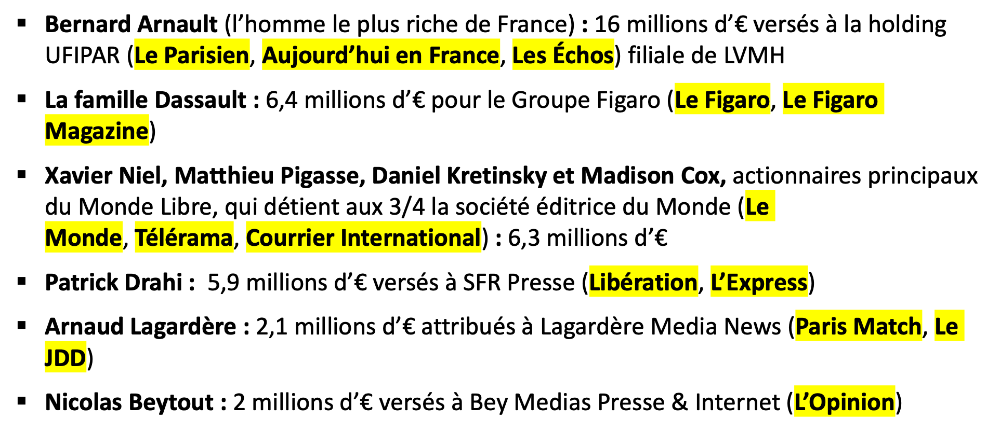 ▪ Bernard Arnault (l’homme le plus riche de France) : 16 millions d’€ versés à la holding
UFIPAR (Le Parisien, Aujourd’hui en France, Les Échos) filiale de LVMH
▪ La famille Dassault : 6,4 millions d’€ pour le Groupe Figaro (Le Figaro, Le Figaro
Magazine)
▪ Xavier Niel, Matthieu Pigasse, Daniel Kretinsky et Madison Cox, actionnaires principaux
du Monde Libre, qui détient aux 3/4 la société éditrice du Monde (Le
Monde, Télérama, Courrier International) : 6,3 millions d’€
▪ Patrick Drahi : 5,9 millions d’€ versés à SFR Presse (Libération, L’Express)
▪ Arnaud Lagardère : 2,1 millions d’€ attribués à Lagardère Media News (Paris Match, Le
JDD)
▪ Nicolas Beytout : 2 millions d’€ versés à Bey Medias Presse & Internet (L’Opinion)